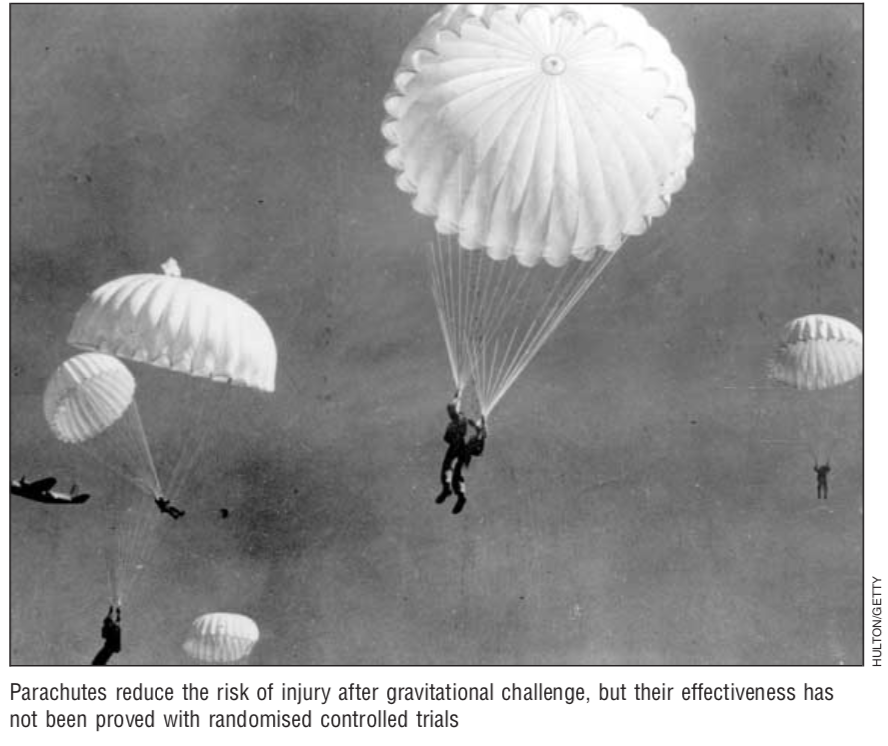 HULTON/GETTY
Parachutes reduce the risk of injury after gravitational challenge, but their effectiveness has
not been proved with randomised controlled trials